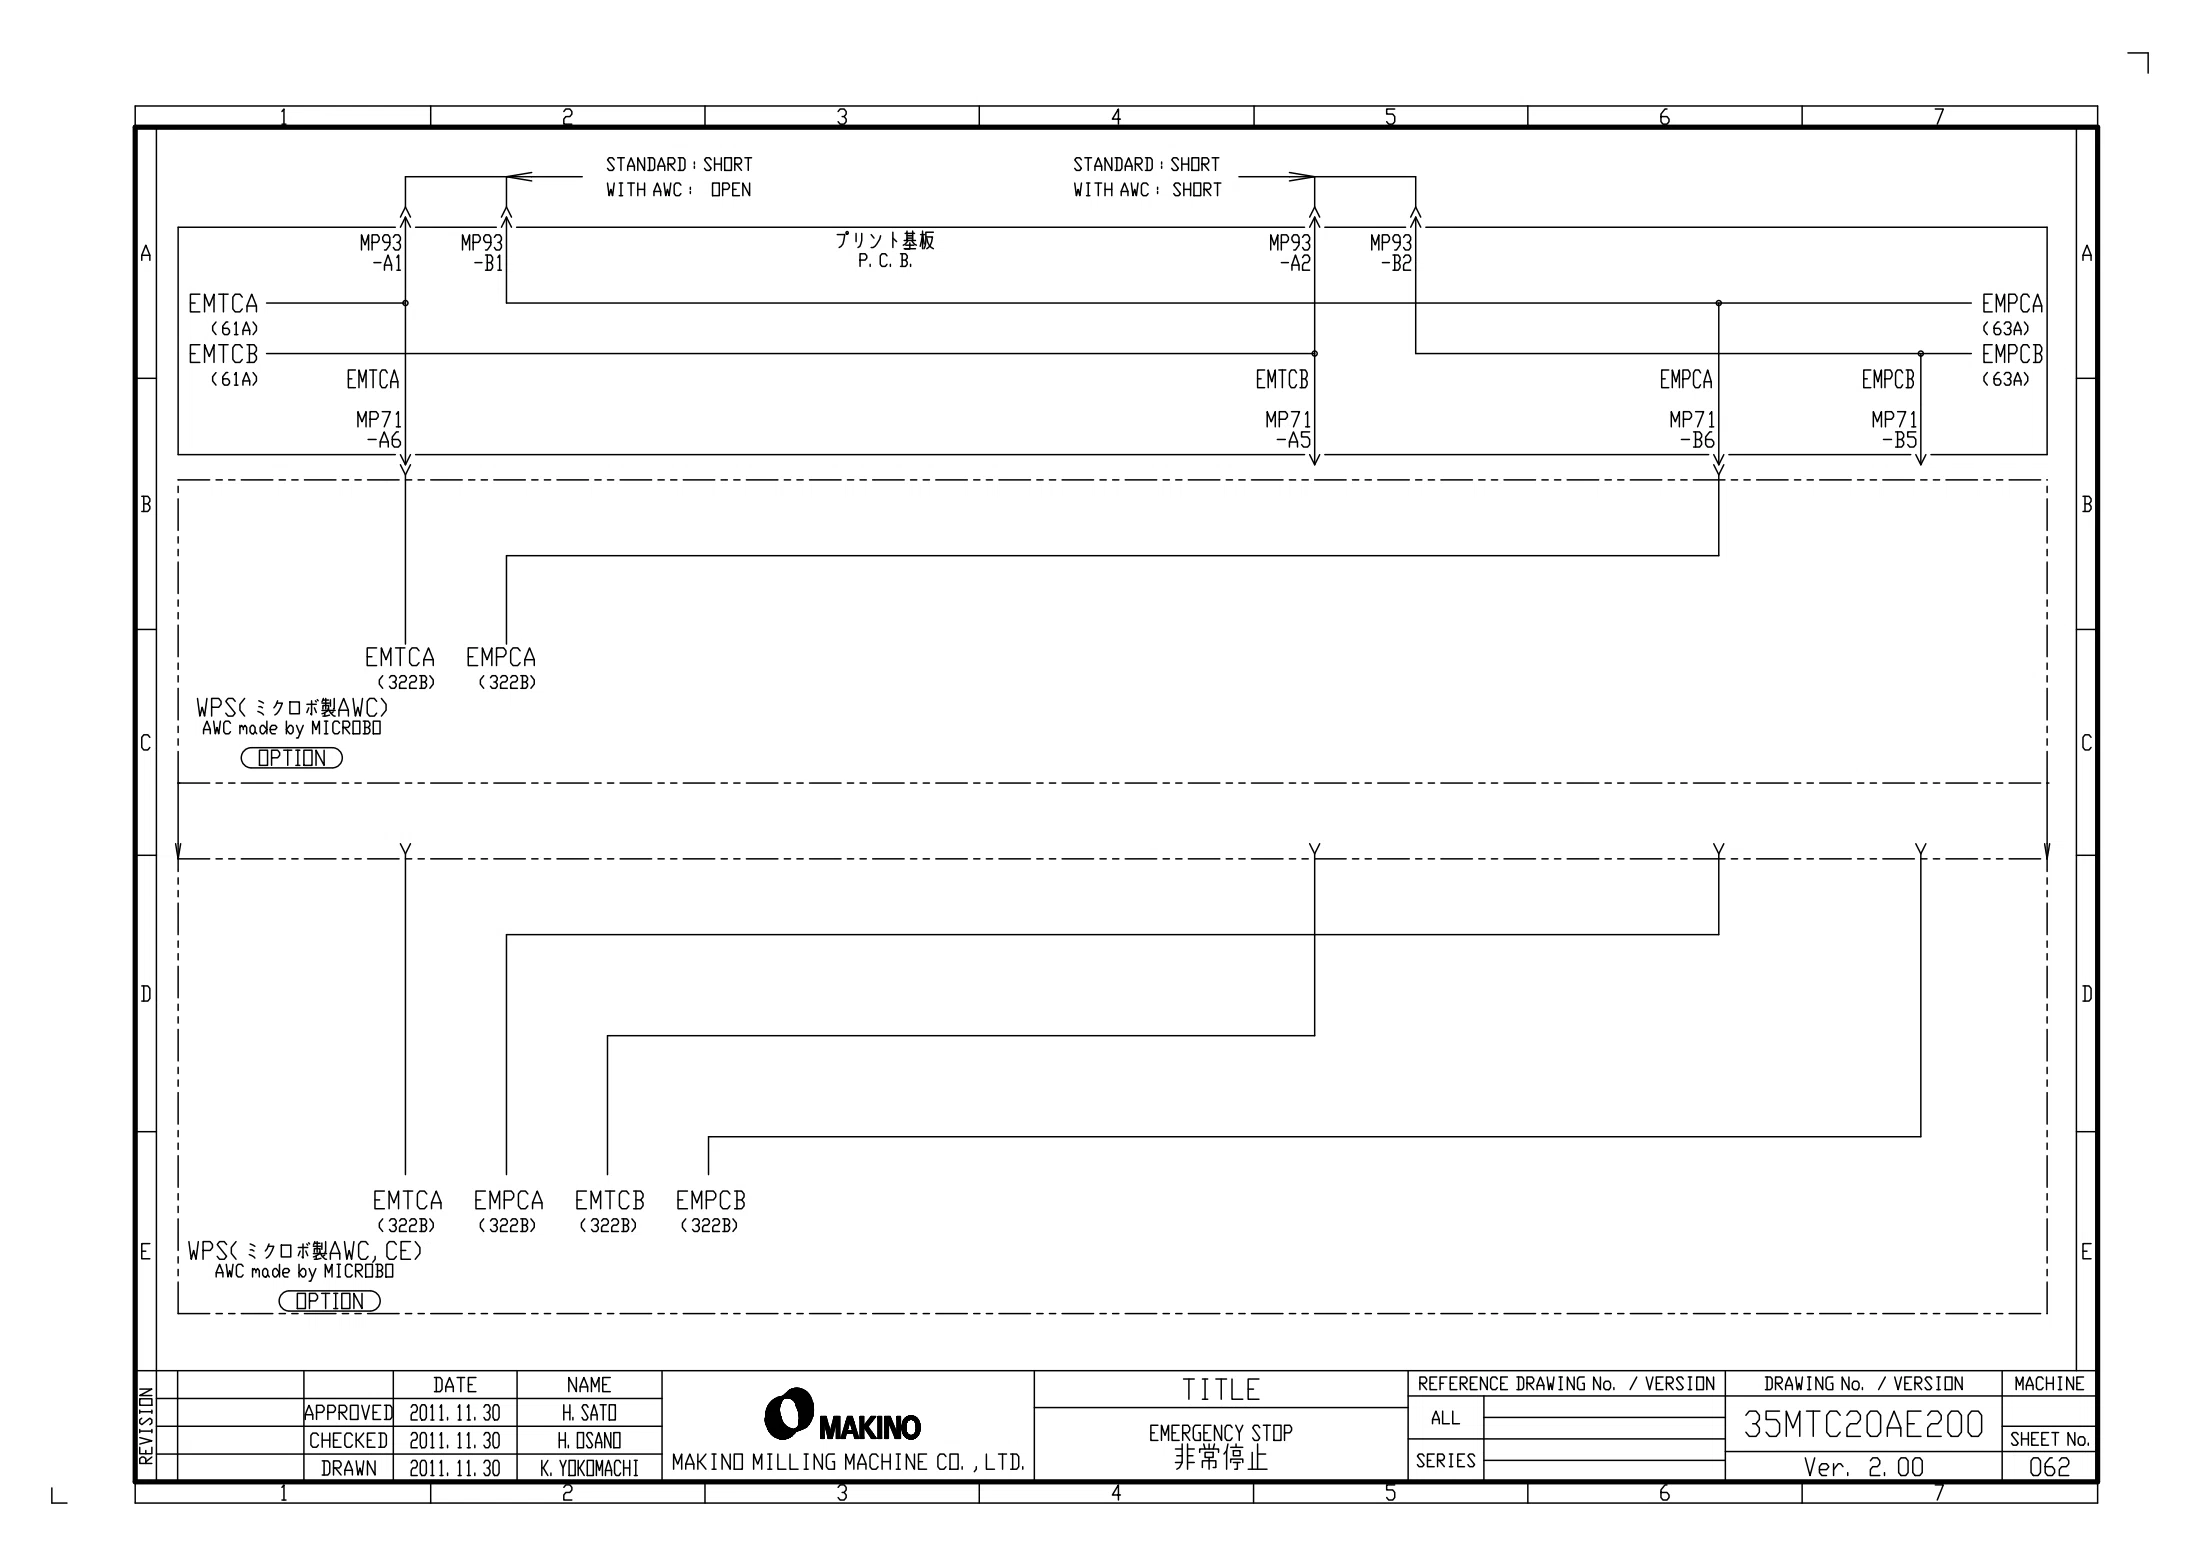 1 2 3 4 5 6 7
STANDARD : SHORT
WITH AWC : OPEN
STANDARD : SHORT
WITH AWC : SHORT
A A
MP93
-A1
MP93
-B1
プリント基板
P. C. B.
MP93
-A2
MP93
-B2
EMTCA
(61A)
EMPCA
(63A)
EMTCB
(61A)
EMPCB
(63A)
EMTCA
EMTCB
EMPCA
EMPCB
MP71
-A6
MP71
-A5
MP71
-B6
MP71
-B5
B B
EMTCA EMPCA
(322B) (322B)
WPS(ミクロボ製AWC)
AWC made by MICROBO
OPTION
C C
D D
EMTCA EMPCA EMTCB EMPCB
(322B) (322B) (322B) (322B)
E E
WPS(ミクロボ製AWC, CE)
AWC made by MICROBO
OPTION
REVISION
DATE NAME
APPROVED 2011. 11. 30 H. SATO
CHECKED 2011. 11. 30 H. OSANO
DRAWN 2011. 11. 30 K. YOKOMACHI
MAKINO
MAKINO MILLING MACHINE CO. , LTD.
TITLE
EMERGENCY STOP
非常停止
REFERENCE DRAWING No. / VERSION
ALL
SERIES
DRAWING No. / VERSION
35MTC20AE200
Ver. 2. 00
MACHINE
SHEET No.
062
1 2 3 4 5 6 7